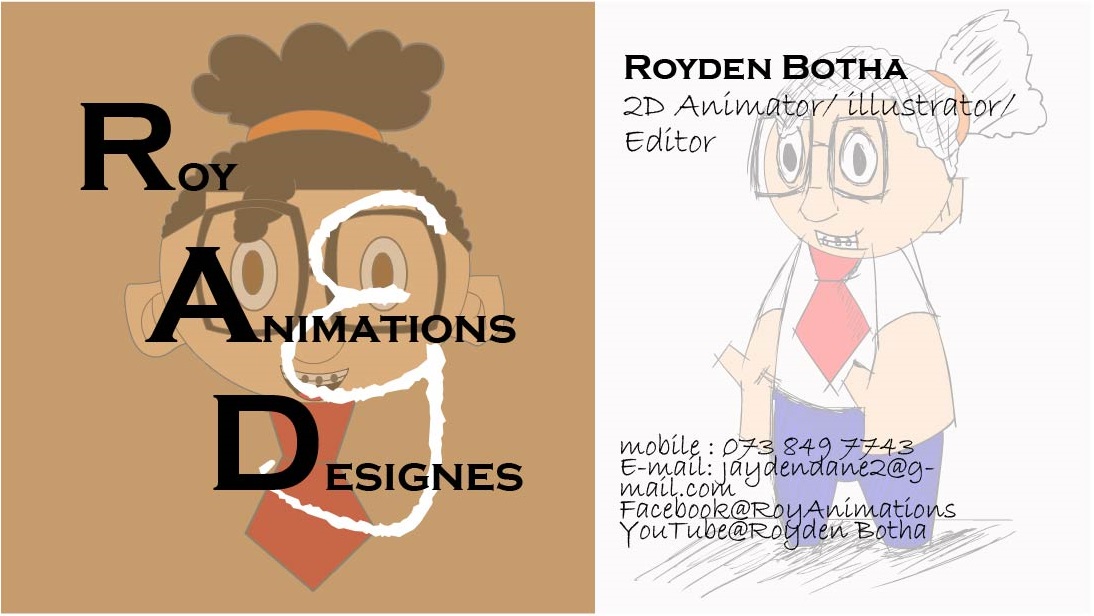 Roy
&
Animations
Designes
Royden Botha
2D Animator/ illustrator/
Editor
mobile : 073 849 7743
E-mail: jaydendane2@g-
mail.com
Facebook@RoyAnimations
YouTube@Royden Botha